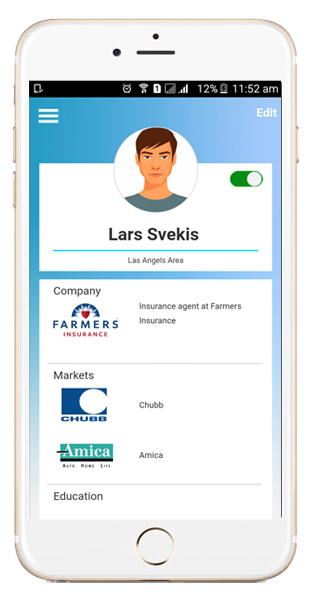 12% 11:52 am
Edit
Lars Svekis
Las Angels Area
Company
FARMERS
INSURANCE
Insurance agent at Farmers
Insurance
Markets
CHUBB
Chubb
Amica
AUTO HOME LIFE
Amica
Education